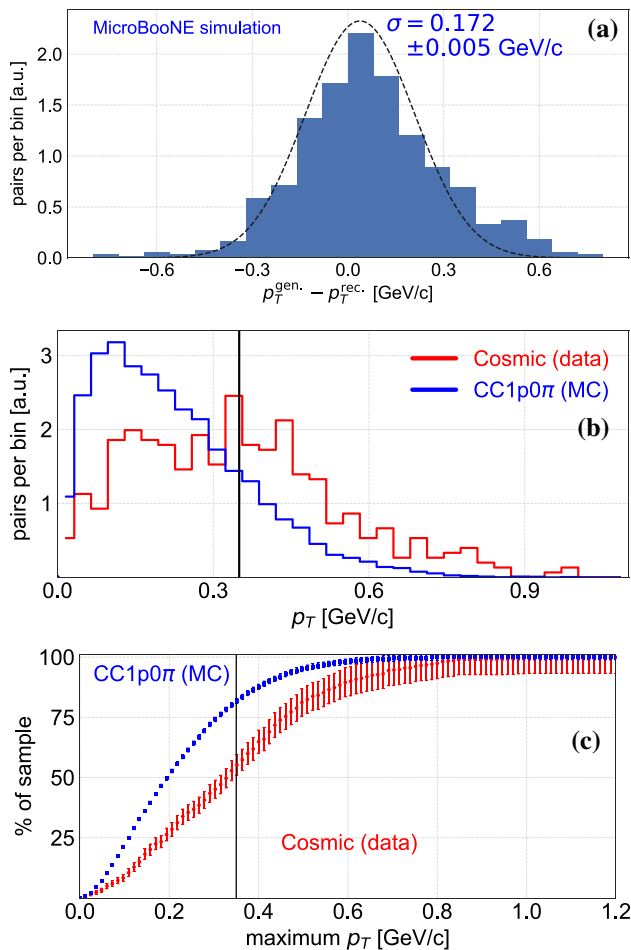 MicroBooNE simulation
σ = 0.172
±0.005 GeV/c
(a)
pairs per bin [a.u.]
2.0
1.5
1.0
0.5
0.0
−0.6 −0.3 0.0 0.3 0.6
p_T^gen. − p_T^rec. [GeV/c]
Cosmic (data)
CC1p0π (MC)
(b)
pairs per bin [a.u.]
3
2
1
0.0 0.3 0.6 0.9
p_T [GeV/c]
CC1p0π (MC)
(c)
Cosmic (data)
% of sample
100
75
50
25
0.0 0.2 0.4 0.6 0.8 1.0 1.2
maximum p_T [GeV/c]